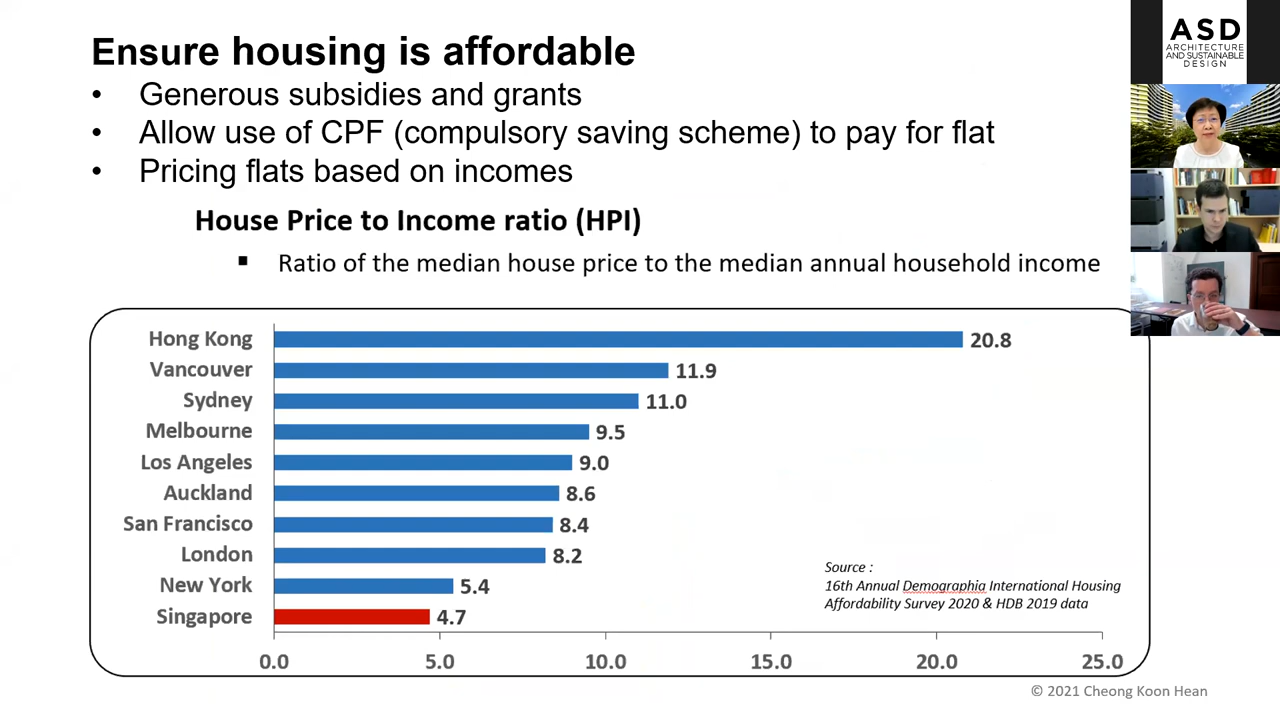 Ensure housing is affordable
• Generous subsidies and grants
• Allow use of CPF (compulsory saving scheme) to pay for flat
• Pricing flats based on incomes
House Price to Income ratio (HPI)
▪ Ratio of the median house price to the median annual household income
Hong Kong 20.8
Vancouver 11.9
Sydney 11.0
Melbourne 9.5
Los Angeles 9.0
Auckland 8.6
San Francisco 8.4
London 8.2
New York 5.4
Singapore 4.7
0.0 5.0 10.0 15.0 20.0 25.0
Source :
16th Annual Demographia International Housing
Affordability Survey 2020 & HDB 2019 data
© 2021 Cheong Koon Hean
ASD
ARCHITECTURE
AND SUSTAINABLE
DESIGN